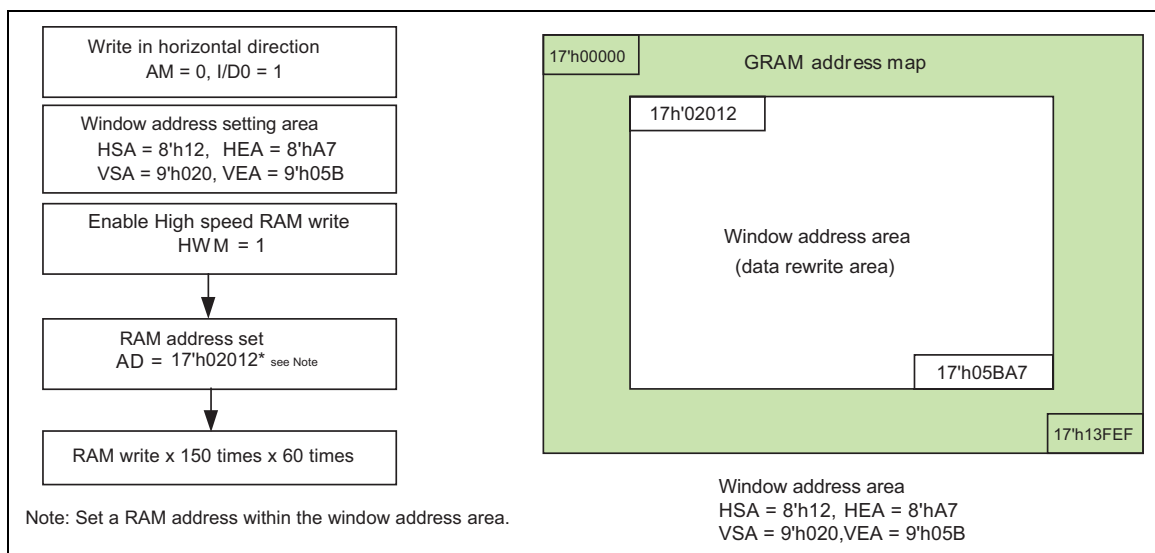 Write in horizontal direction
AM = 0, I/D0 = 1
Window address setting area
HSA = 8'h12, HEA = 8'hA7
VSA = 9'h020, VEA = 9'h05B
Enable High speed RAM write
HWM = 1
RAM address set
AD = 17'h02012* see Note
RAM write x 150 times x 60 times
Note: Set a RAM address within the window address area.
17'h00000
GRAM address map
17h'02012
Window address area
(data rewrite area)
17'h05BA7
17'h13FEF
Window address area
HSA = 8'h12, HEA = 8'hA7
VSA = 9'h020,VEA = 9'h05B